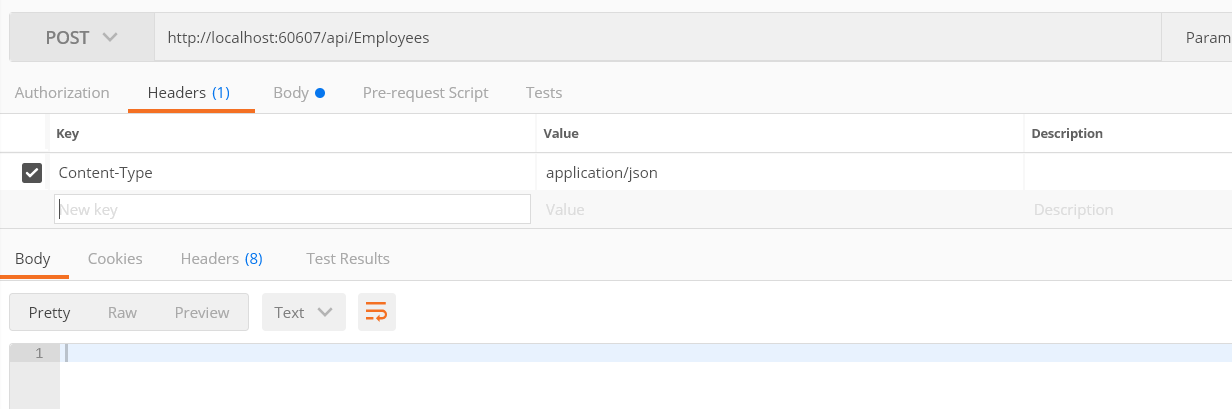 POST http://localhost:60607/api/Employees Param
Authorization Headers (1) Body Pre-request Script Tests
Key Value Description
Content-Type application/json
New key Value Description
Body Cookies Headers (8) Test Results
Pretty Raw Preview Text
1